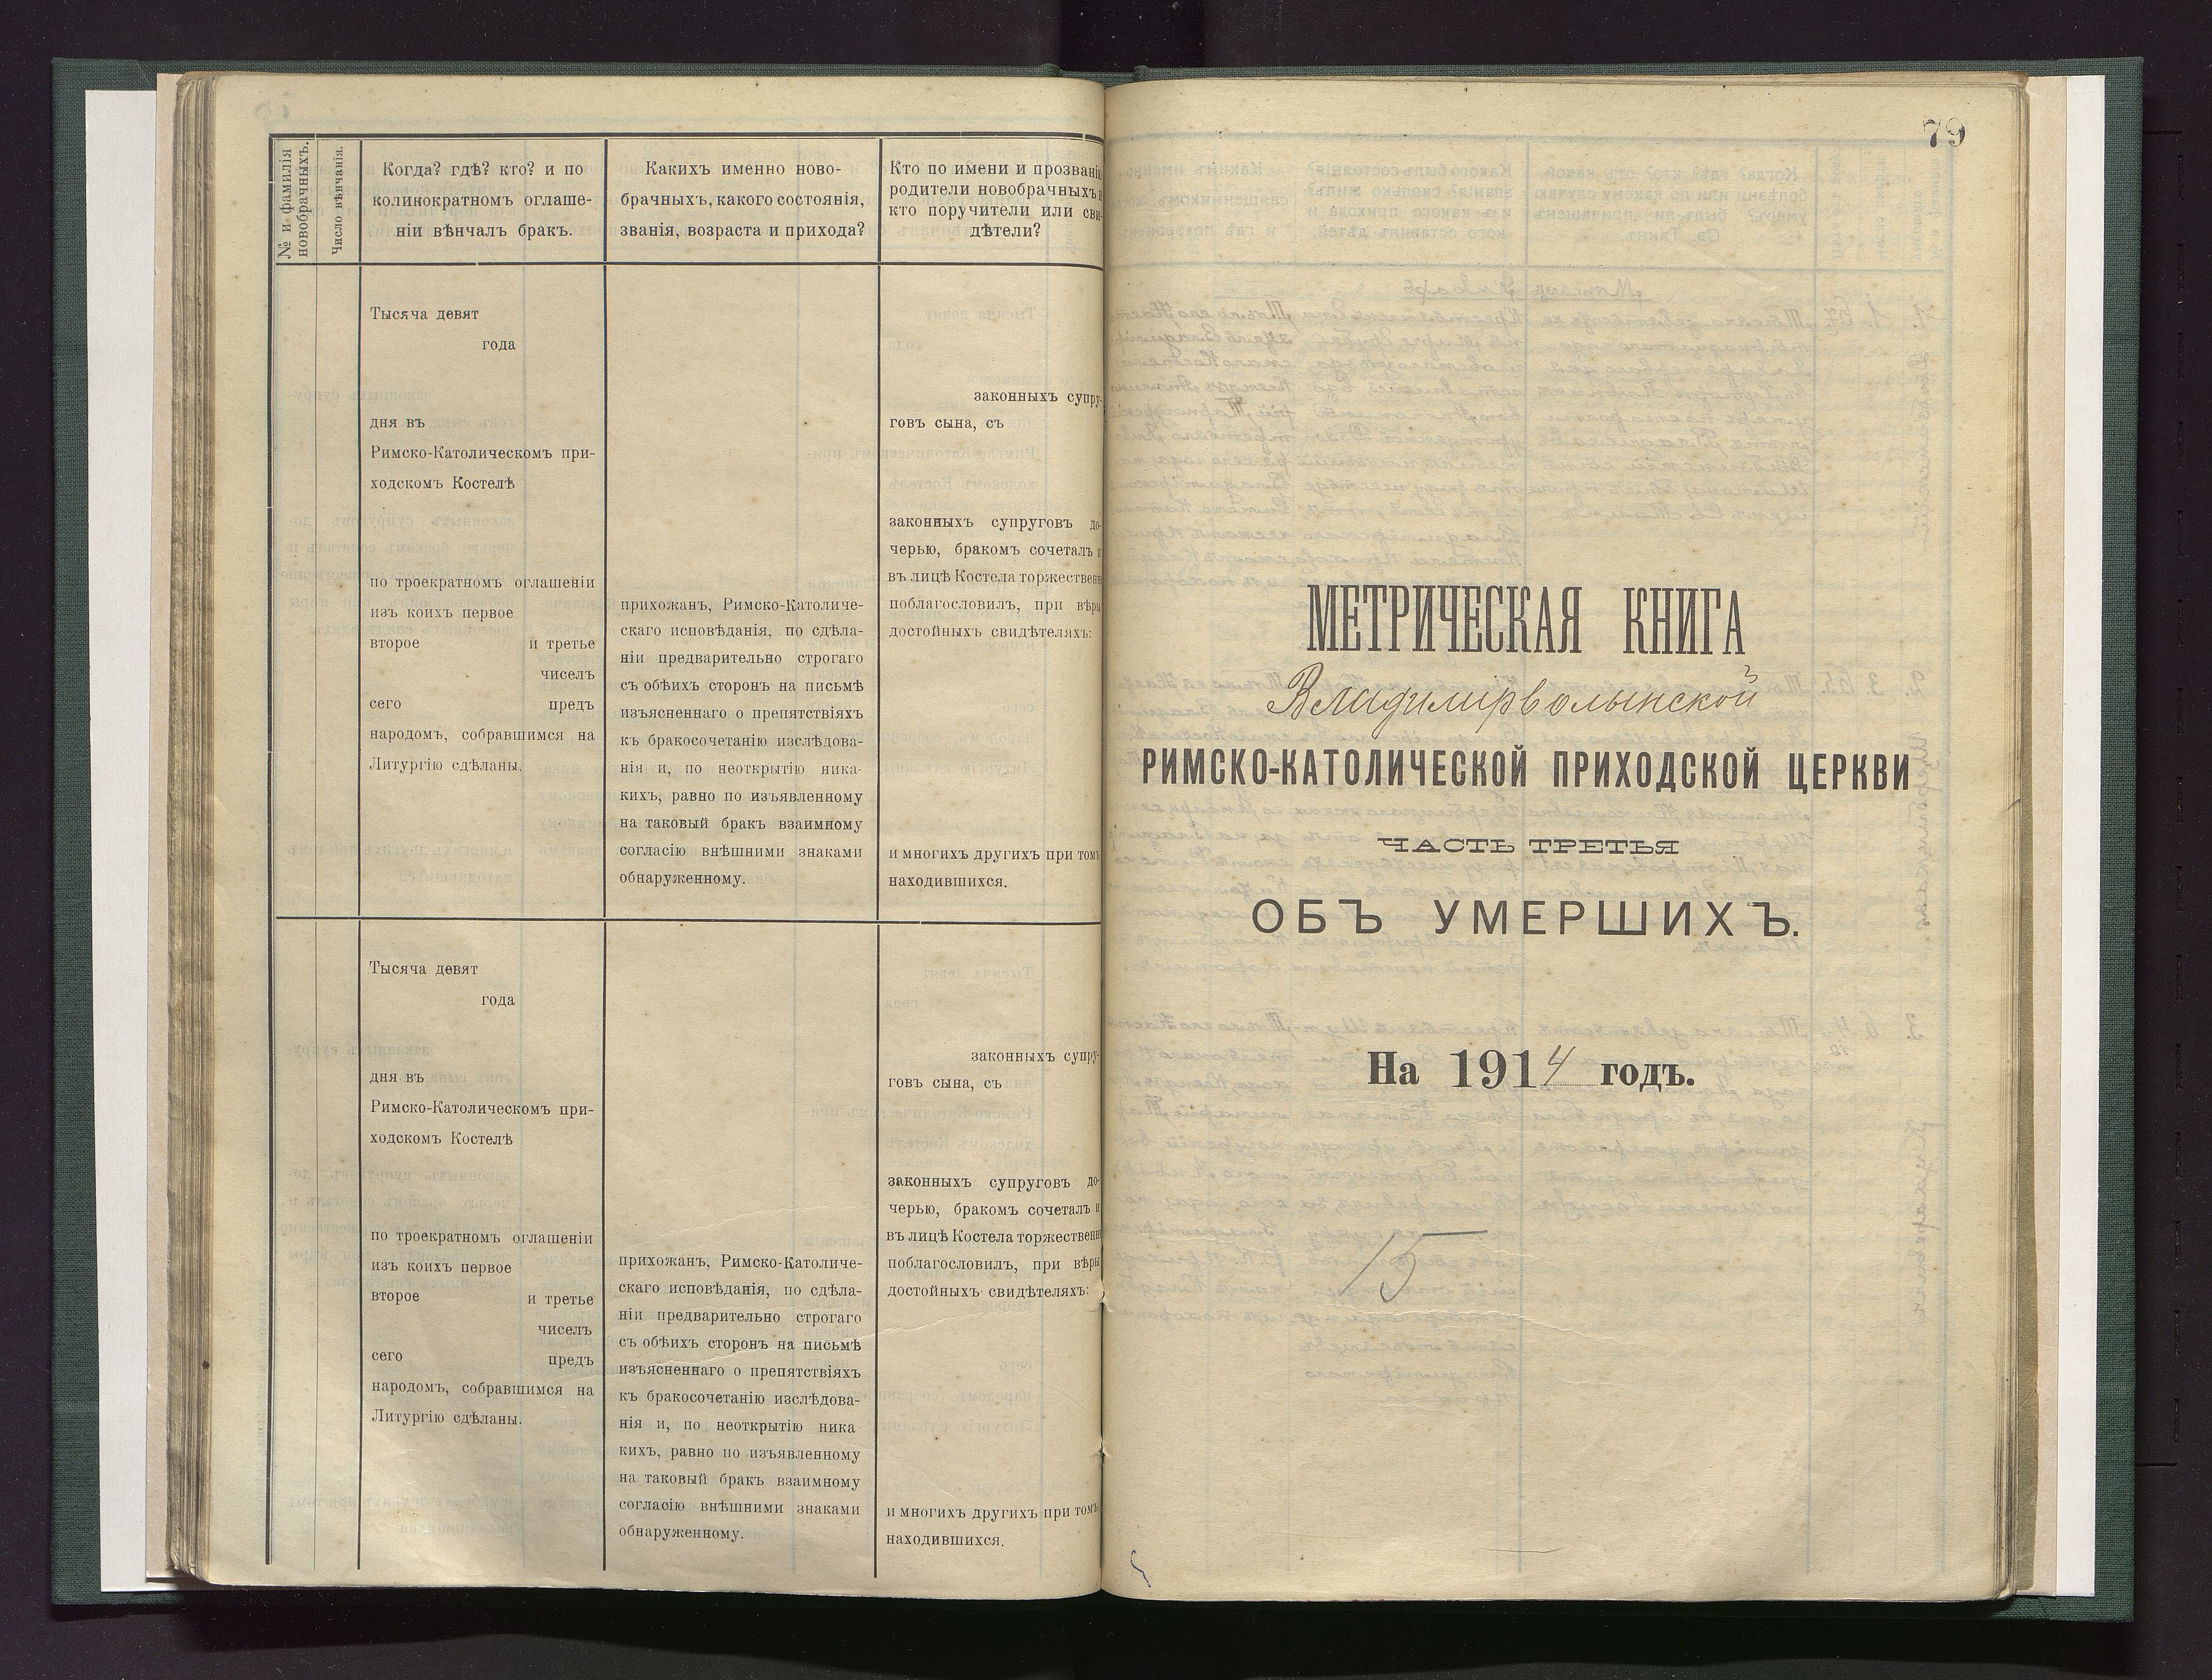 № и фамилія
новобрачныхъ.
Число вѣнчанія.
Когда? гдѣ? кто? и по
коликократномъ оглаше-
ніи вѣнчалъ бракъ.
Какихъ именно ново-
брачныхъ, какого состоянія,
званія, возраста и прихода?
Кто по имени и прозванію
родители новобрачныхъ и
кто поручители или сви-
дѣтели?
Тысяча девят
года
дня въ
Римско-Католическомъ при-
ходскомъ Костелѣ
по троекратномъ оглашеніи
изъ коихъ первое
второе и третье
чиселъ
сего предъ
народомъ, собравшимся на
Литургію сдѣланы.
прихожанъ, Римско-Католиче-
скаго исповѣданія, по сдѣла-
ніи предварительно строгаго
съ обѣихъ сторонъ на письмѣ
изъясненнаго о препятствіяхъ
къ бракосочетанію изслѣдова-
нія и, по неоткрытію ника-
кихъ, равно по изъявленному
на таковый бракъ взаимному
согласію внѣшними знаками
обнаруженному.
законныхъ супру-
говъ сына, съ
законныхъ супруговъ до-
черью, бракомъ сочеталъ и
въ лицѣ Костела торжественн
поблагословилъ, при вѣры
достойныхъ свидѣтеляхъ:
и многихъ другихъ при томъ
находившихся.
Тысяча девят
года
дня въ
Римско-Католическомъ при-
ходскомъ Костелѣ
по троекратномъ оглашеніи
изъ коихъ первое
второе и третье
чиселъ
сего предъ
народомъ, собравшимся на
Литургію сдѣланы.
прихожанъ, Римско-Католиче-
скаго исповѣданія, по сдѣла-
ніи предварительно строгаго
съ обѣихъ сторонъ на письмѣ
изъясненнаго о препятствіяхъ
къ бракосочетанію изслѣдова-
нія и, по неоткрытію ника
кихъ, равно по изъявленному
на таковый бракъ взаимному
согласію внѣшними знаками
обнаруженному.
законныхъ супру-
говъ сына, съ
законныхъ супруговъ до-
черью, бракомъ сочеталъ и
въ лицѣ Костела торжественн
поблагословилъ, при вѣры
достойныхъ свидѣтеляхъ:
и многихъ другихъ при томъ
находившихся.
79
МЕТРИЧЕСКАЯ КНИГА
Владимірволынской
РИМСКО-КАТОЛИЧЕСКОЙ ПРИХОДСКОЙ ЦЕРКВИ
ЧАСТЬ ТРЕТЬЯ
ОБЪ УМЕРШИХЪ.
На 1914 годъ.
15